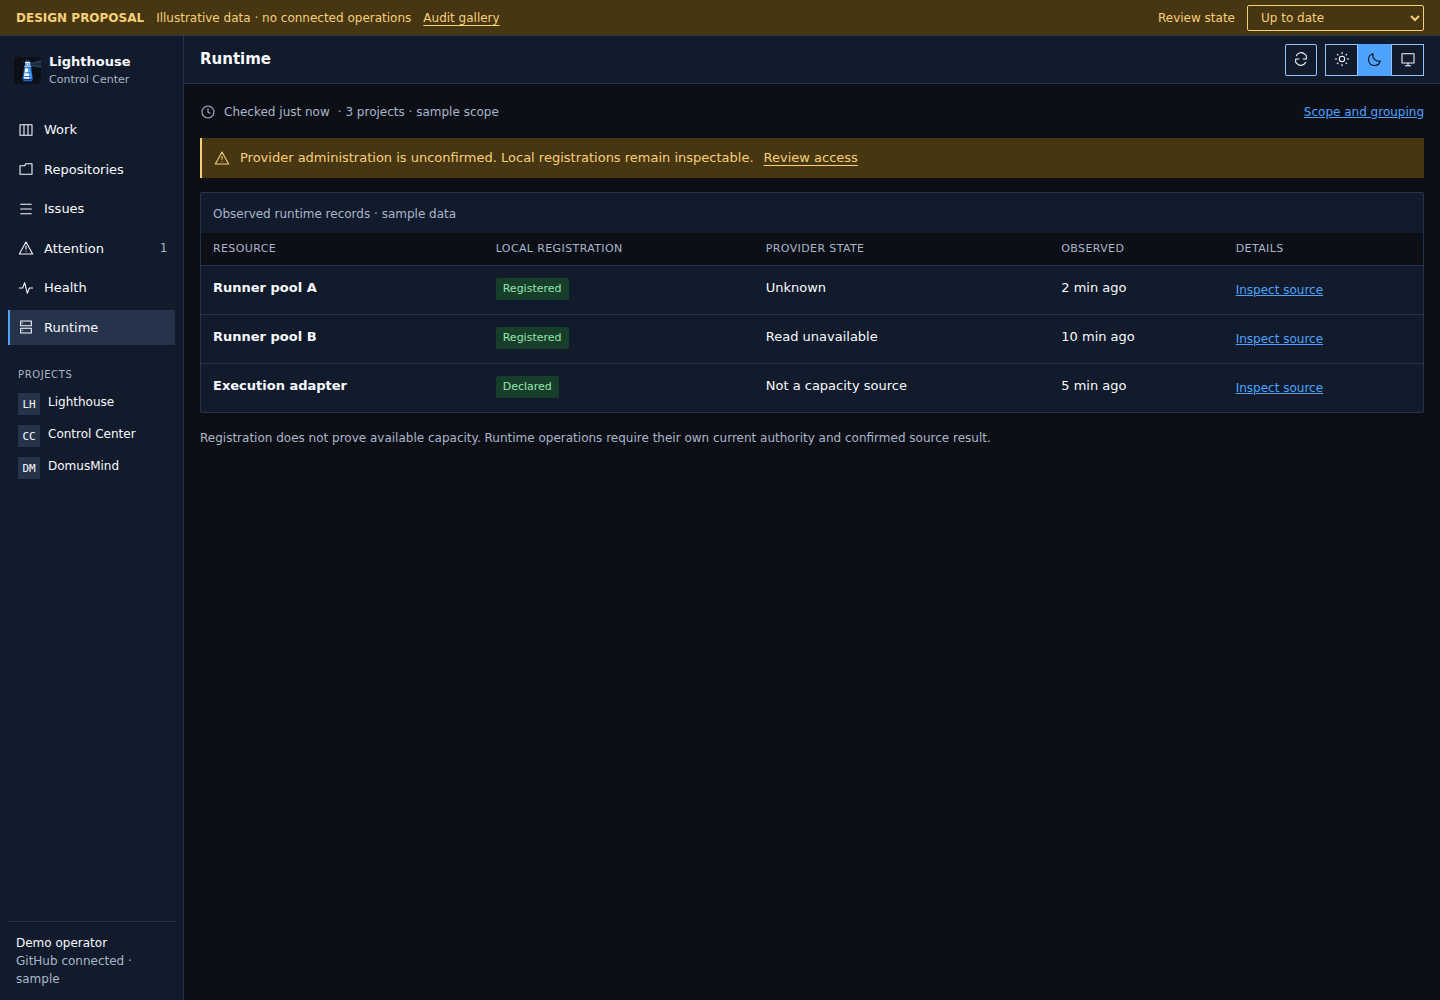 DESIGN PROPOSAL Illustrative data · no connected operations Audit gallery Review state Up to date
Lighthouse
Control Center
Work
Repositories
Issues
Attention 1
Health
Runtime
PROJECTS
LH Lighthouse
CC Control Center
DM DomusMind
Demo operator
GitHub connected ·
sample
Runtime
Checked just now · 3 projects · sample scope Scope and grouping
Provider administration is unconfirmed. Local registrations remain inspectable. Review access
Observed runtime records · sample data
RESOURCE LOCAL REGISTRATION PROVIDER STATE OBSERVED DETAILS
Runner pool A Registered Unknown 2 min ago Inspect source
Runner pool B Registered Read unavailable 10 min ago Inspect source
Execution adapter Declared Not a capacity source 5 min ago Inspect source
Registration does not prove available capacity. Runtime operations require their own current authority and confirmed source result.